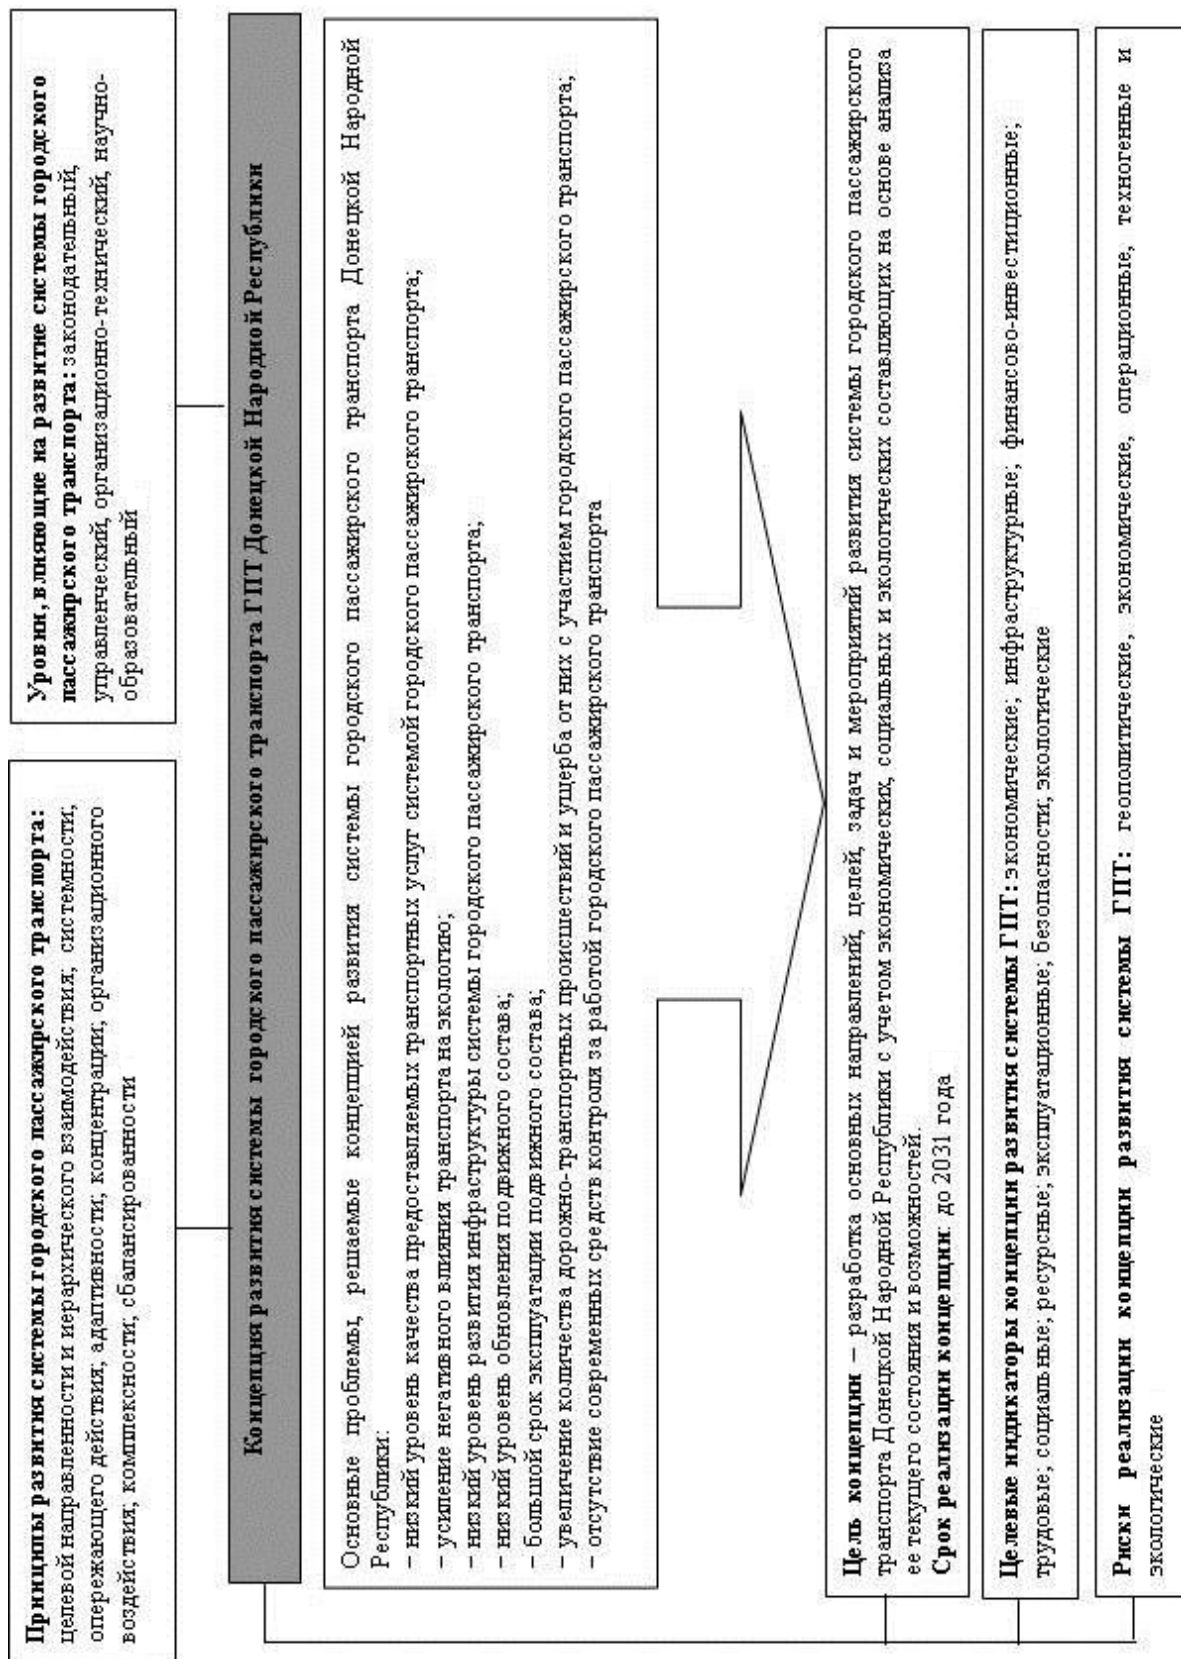 Принципы развития системы городского пассажирского транспорта:
целевой направленности и иерархического взаимодействия; системности;
опережающего действия; адаптивности; концентрации; организационного
воздействия; комплексности; сбалансированности
Уровни, влияющие на развитие системы городского
пассажирского транспорта: законодательный,
управленческий, организационно-технический, научно-
образовательный
Концепция развития системы городского пассажирского транспорта ГПТ Донецкой Народной Республики
Основные проблемы, решаемые концепцией развития системы городского пассажирского транспорта Донецкой Народной
Республики:
– низкий уровень качества предоставляемых транспортных услуг системой городского пассажирского транспорта;
– усиление негативного влияния транспорта на экологию;
– низкий уровень развития инфраструктуры системы городского пассажирского транспорта;
– низкий уровень обновления подвижного состава;
– большой срок эксплуатации подвижного состава;
– увеличение количества дорожно-транспортных происшествий и ущерба от них с участием городского пассажирского транспорта;
– отсутствие современных средств контроля за работой городского пассажирского транспорта
Цель концепции – разработка основных направлений, целей, задач и мероприятий развития системы городского пассажирского
транспорта Донецкой Народной Республики с учетом экономических, социальных и экологических составляющих на основе анализа
ее текущего состояния и возможностей.
Срок реализации концепции: до 2031 года
Целевые индикаторы концепции развития системы ГПТ: экономические; инфраструктурные; финансово-инвестиционные;
трудовые; социальные; ресурсные; эксплуатационные; безопасности; экологические
Риски реализации концепции развития системы ГПТ: геополитические, экономические, операционные, техногенные и
экологические